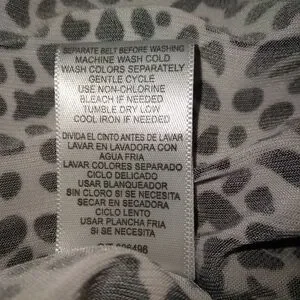 SEPARATE BELT BEFORE WASHING
MACHINE WASH COLD
WASH COLORS SEPARATELY
GENTLE CYCLE
USE NON-CHLORINE
BLEACH IF NEEDED
TUMBLE DRY LOW
COOL IRON IF NEEDED
DIVIDA EL CINTO ANTES DE LAVAR
LAVAR EN LAVADORA CON
AGUA FRIA
LAVAR COLORES SEPARADO
CICLO DELICADO
USAR BLANQUEADOR
SIN CLORO SI SE NECESITA
SECAR EN SECADORA
CICLO LENTO
USAR PLANCHA FRIA
SI SE NECESITA